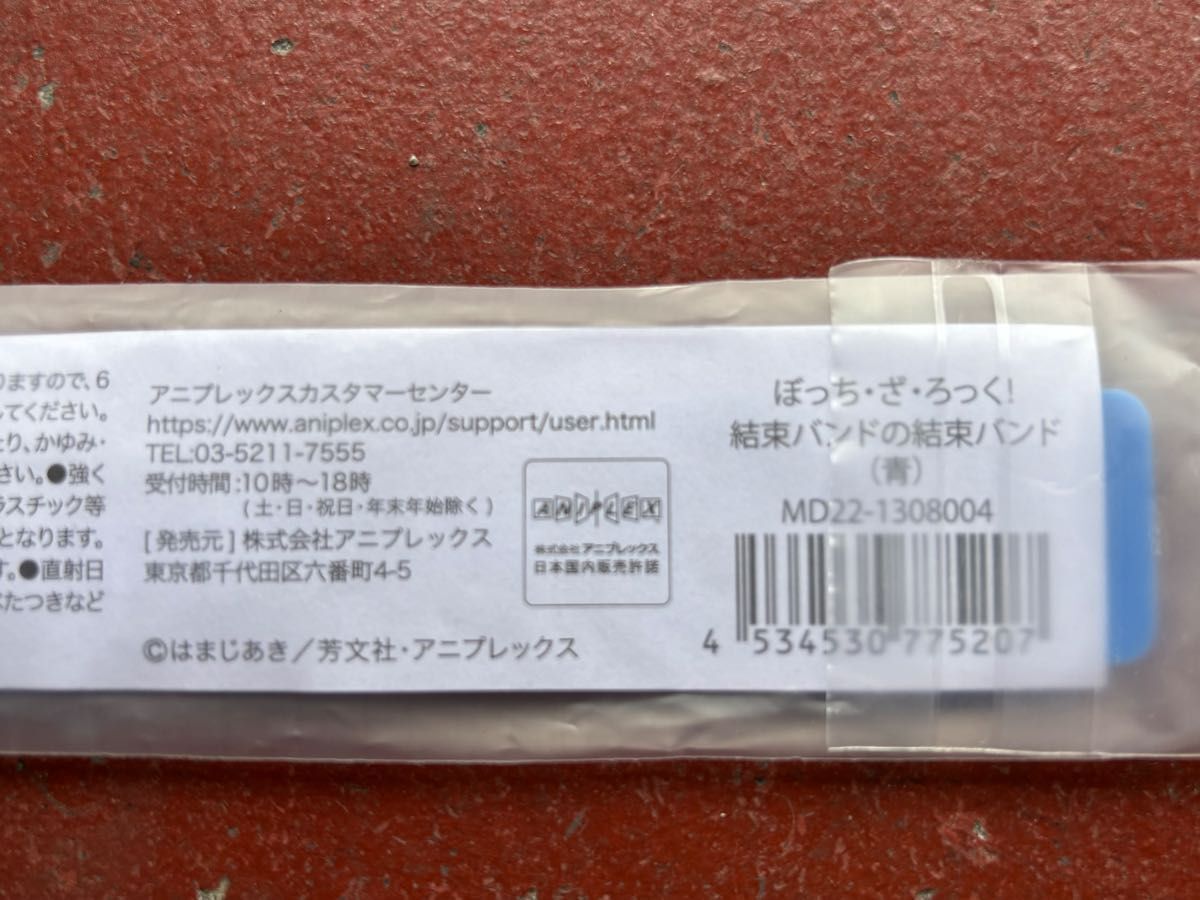 りますので、6
してください。
たり、かゆみ・
さい。●強く
ラスチック等
となります。
す。●直射日
べたつきなど
アニプレックスカスタマーセンター
https://www.aniplex.co.jp/support/user.html
TEL:03-5211-7555
受付時間:10時〜18時
(土・日・祝日・年末年始除く)
[発売元]株式会社アニプレックス
東京都千代田区六番町4-5
©はまじあき/芳文社・アニプレックス
ANIPLEX
株式会社アニプレックス
日本国内販売許諾
ぼっち・ざ・ろっく!
結束バンドの結束バンド
(青)
MD22-1308004
4 534530 775207